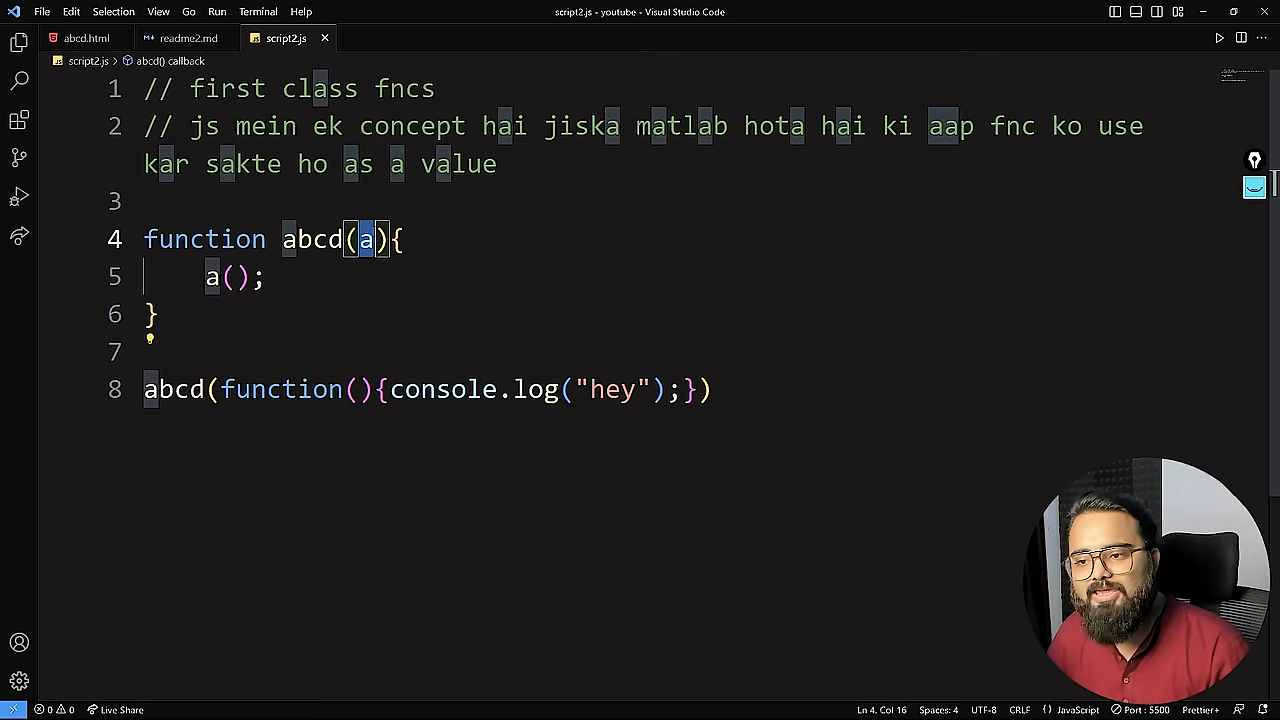 File Edit Selection View Go Run Terminal Help script2.js - youtube - Visual Studio Code
abcd.html readme2.md JS script2.js
JS script2.js > abcd() callback
1 // first class fncs
2 // js mein ek concept hai jiska matlab hota hai ki aap fnc ko use
kar sakte ho as a value
3
4 function abcd(a){
5 a();
6 }
7
8 abcd(function(){console.log("hey");})
0 0 Live Share Ln 4, Col 16 Spaces: 4 UTF-8 CRLF {} JavaScript Port : 5500 Prettier+